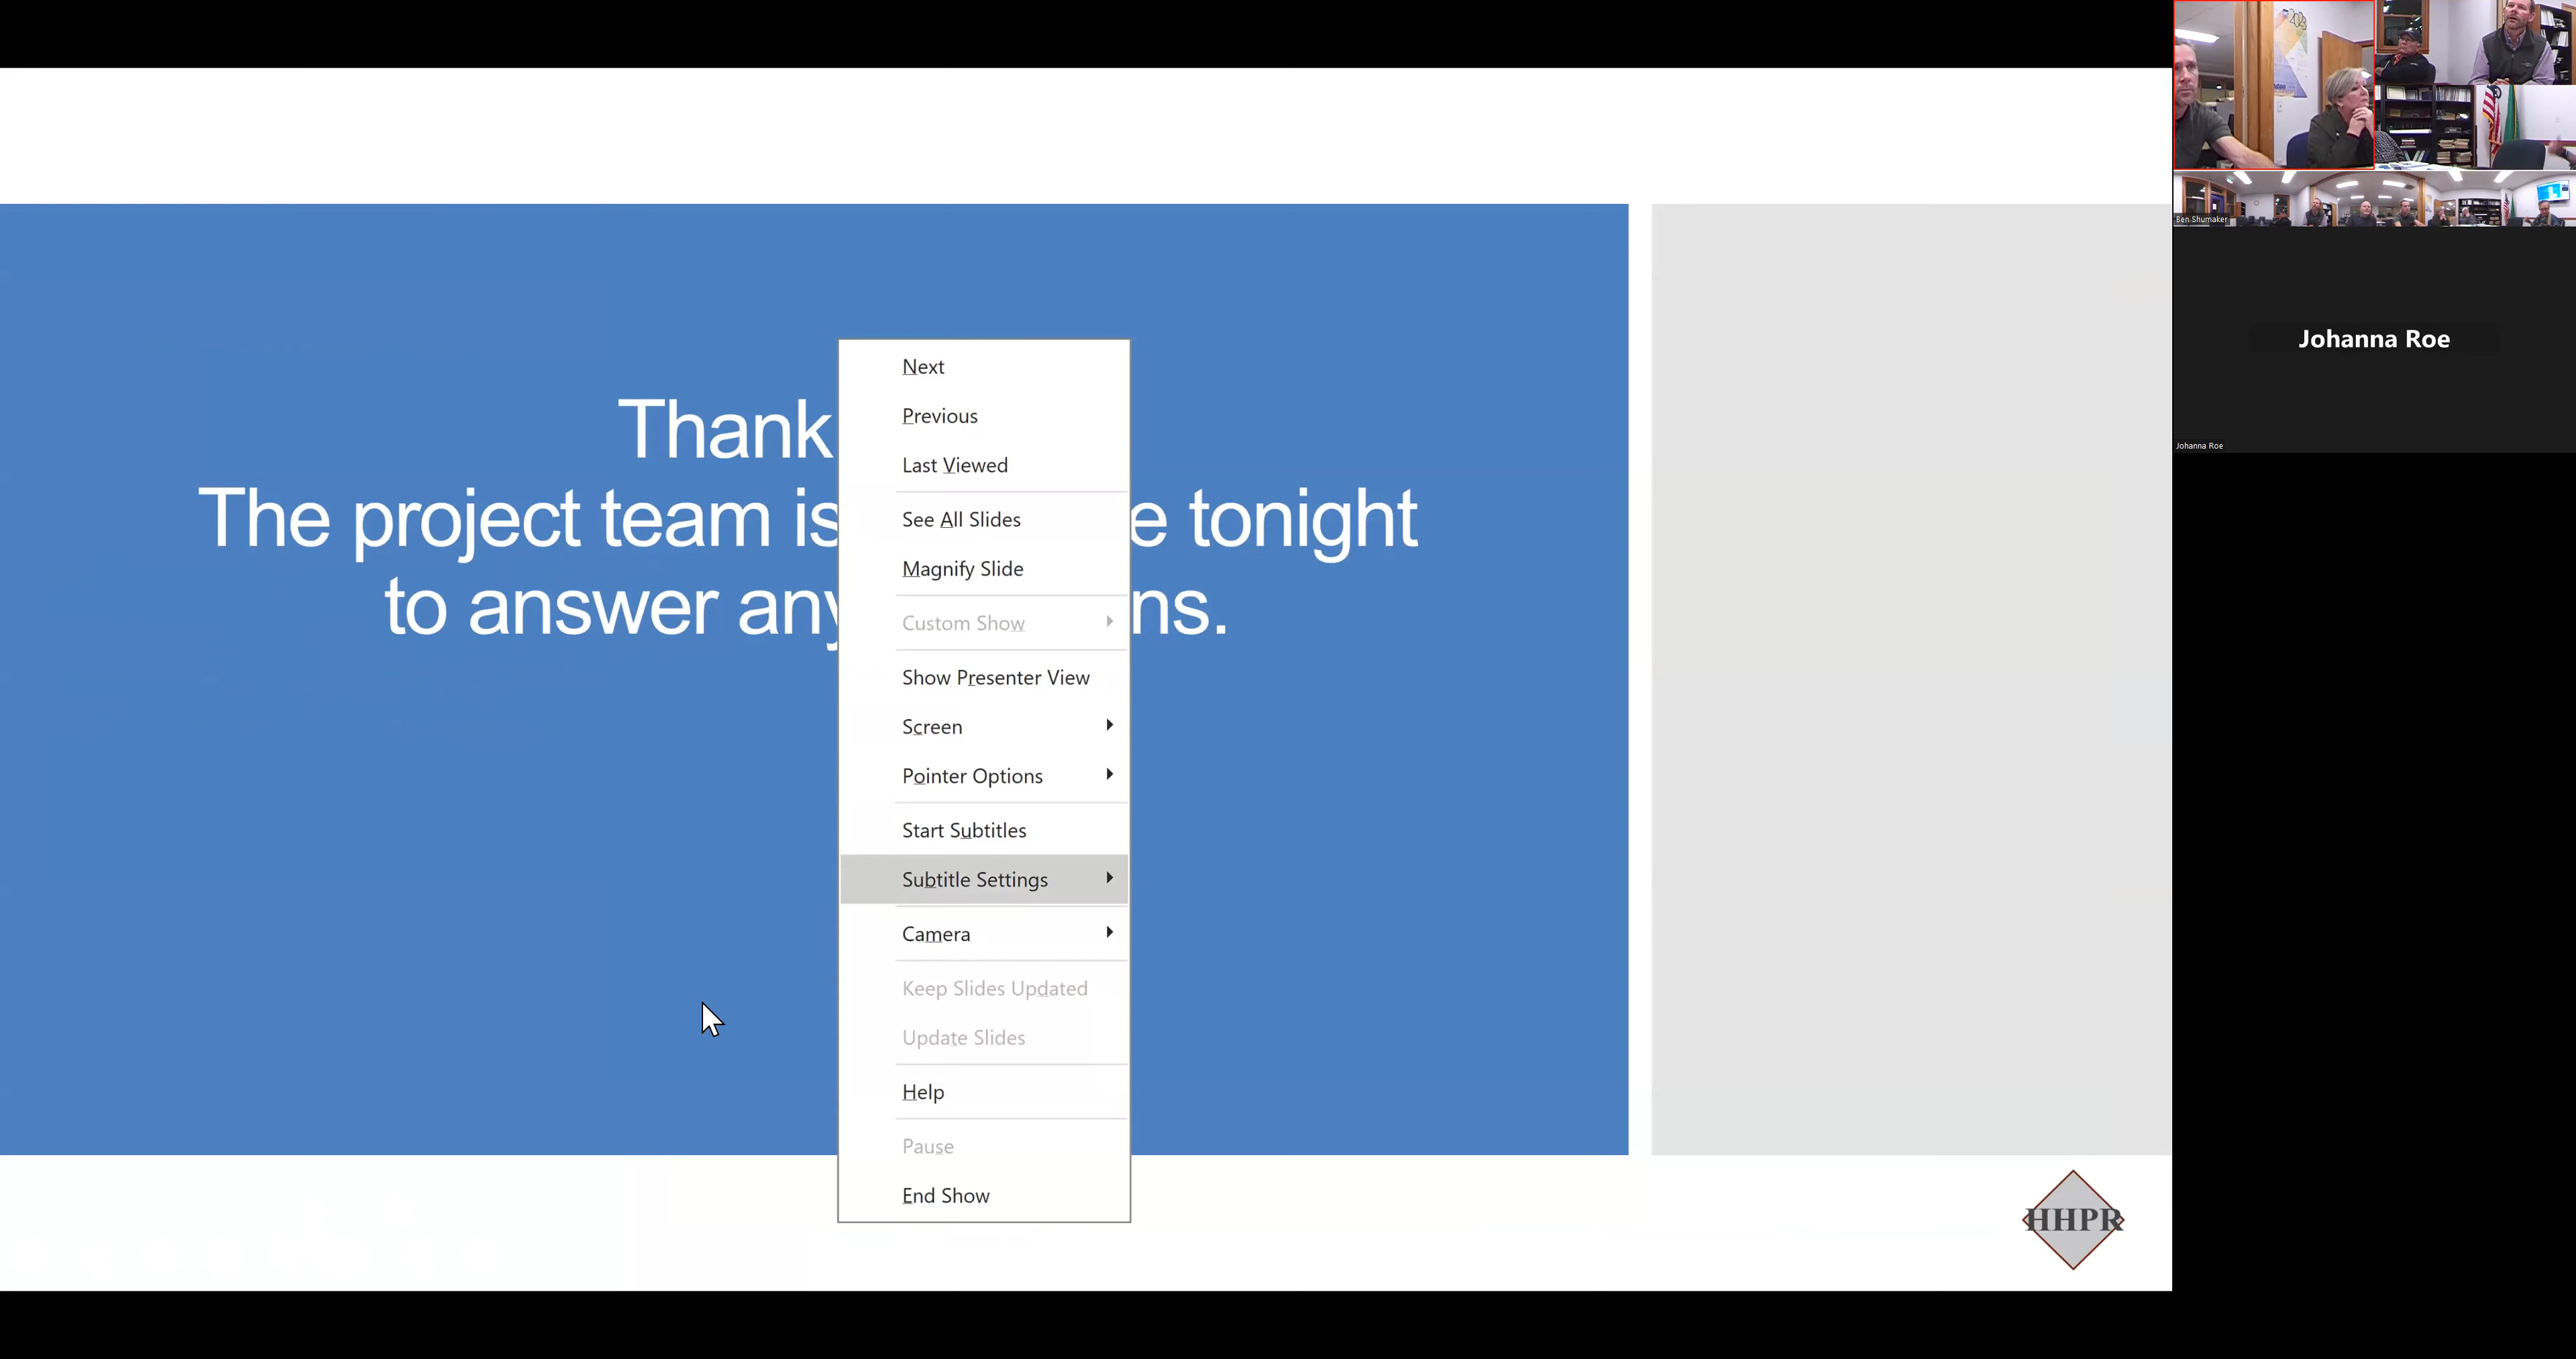 Thank
The project team is e tonight
to answer any ns.
Next
Previous
Last Viewed
See All Slides
Magnify Slide
Custom Show
Show Presenter View
Screen
Pointer Options
Start Subtitles
Subtitle Settings
Camera
Keep Slides Updated
Update Slides
Help
Pause
End Show
HHPR
Ben Shumaker
Johanna Roe
Johanna Roe